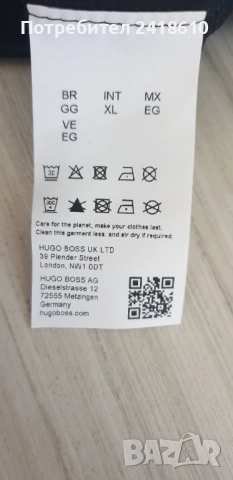 Потребител 2418610
BR INT MX
GG XL EG
VE
EG
Care for the planet, make your clothes last.
Clean this garment less, and air dry if required.
HUGO BOSS UK LTD
39 Plender Street
London, NW1 0DT
HUGO BOSS AG
Dieselstrasse 12
72555 Metzingen
Germany
hugoboss.com
BAZAR.BG